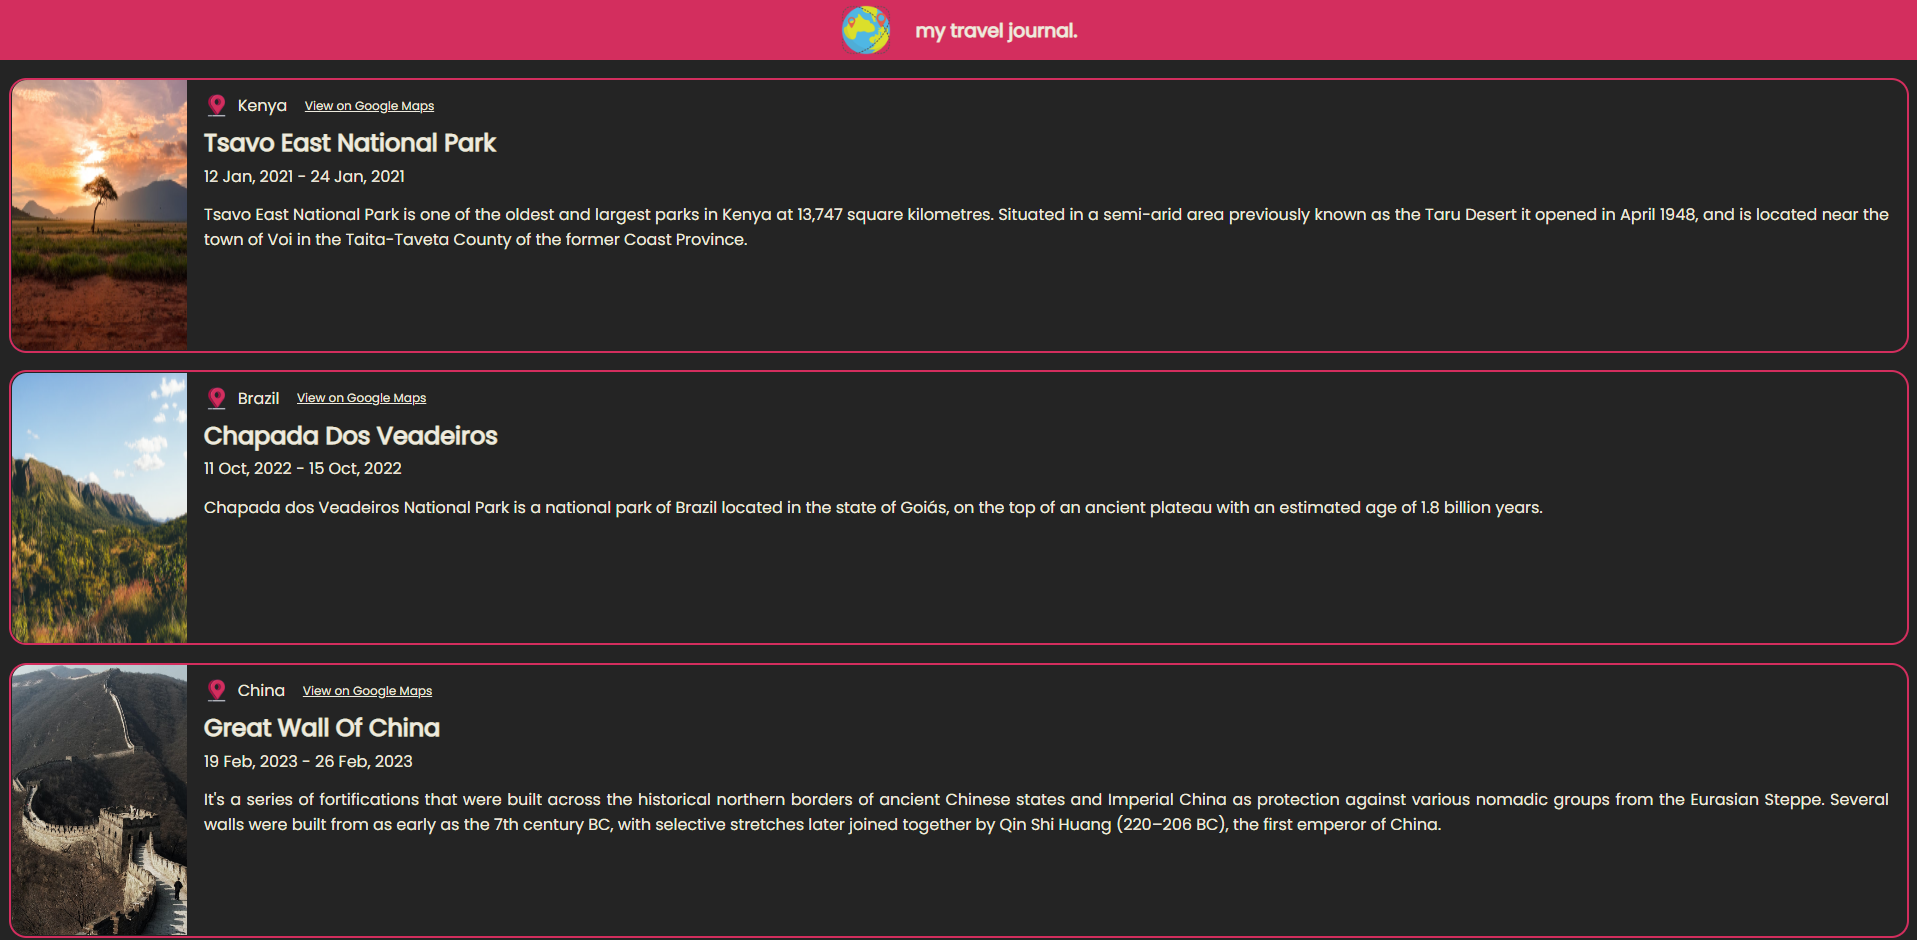 my travel journal.
Kenya View on Google Maps
Tsavo East National Park
12 Jan, 2021 - 24 Jan, 2021
Tsavo East National Park is one of the oldest and largest parks in Kenya at 13,747 square kilometres. Situated in a semi-arid area previously known as the Taru Desert it opened in April 1948, and is located near the
town of Voi in the Taita-Taveta County of the former Coast Province.
Brazil View on Google Maps
Chapada Dos Veadeiros
11 Oct, 2022 - 15 Oct, 2022
Chapada dos Veadeiros National Park is a national park of Brazil located in the state of Goiás, on the top of an ancient plateau with an estimated age of 1.8 billion years.
China View on Google Maps
Great Wall Of China
19 Feb, 2023 - 26 Feb, 2023
It's a series of fortifications that were built across the historical northern borders of ancient Chinese states and Imperial China as protection against various nomadic groups from the Eurasian Steppe. Several
walls were built from as early as the 7th century BC, with selective stretches later joined together by Qin Shi Huang (220–206 BC), the first emperor of China.